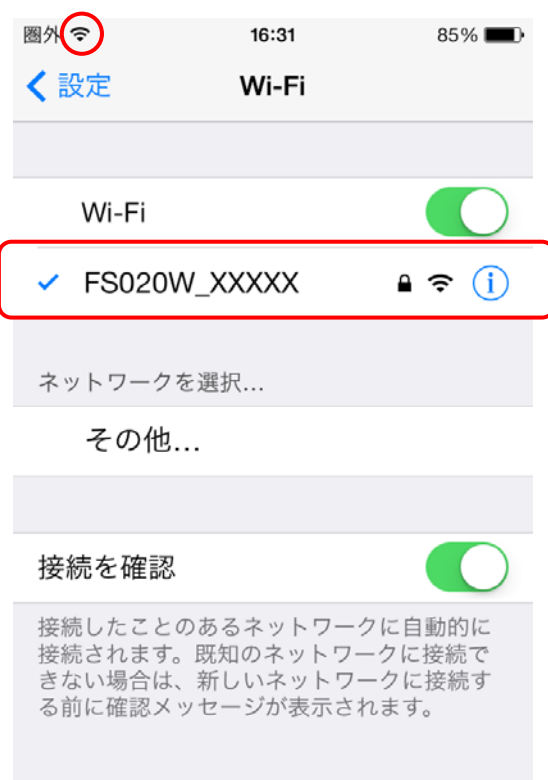 圏外 16:31 85%
設定 Wi-Fi
Wi-Fi
FS020W_XXXXX
ネットワークを選択...
その他...
接続を確認
接続したことのあるネットワークに自動的に
接続されます。既知のネットワークに接続で
きない場合は、新しいネットワークに接続す
る前に確認メッセージが表示されます。